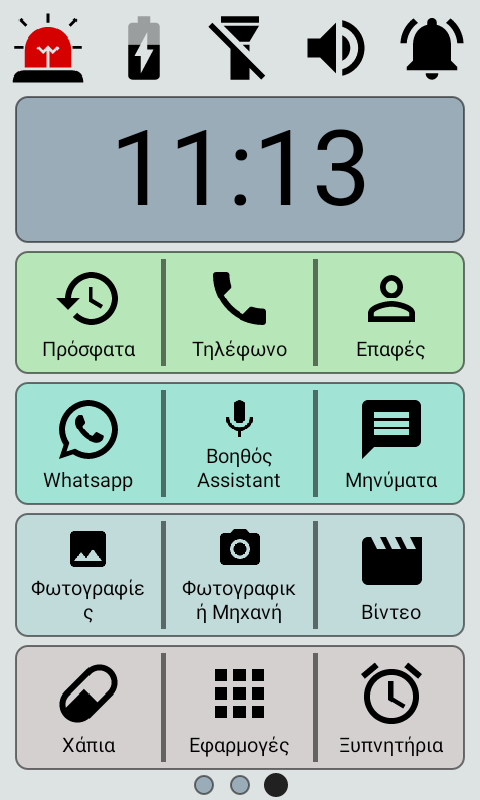 11:13
Πρόσφατα
Τηλέφωνο
Επαφές
Whatsapp
Βοηθός
Assistant
Μηνύματα
Φωτογραφίε
ς
Φωτογραφικ
ή Μηχανή
Βίντεο
Χάπια
Εφαρμογές
Ξυπνητήρια